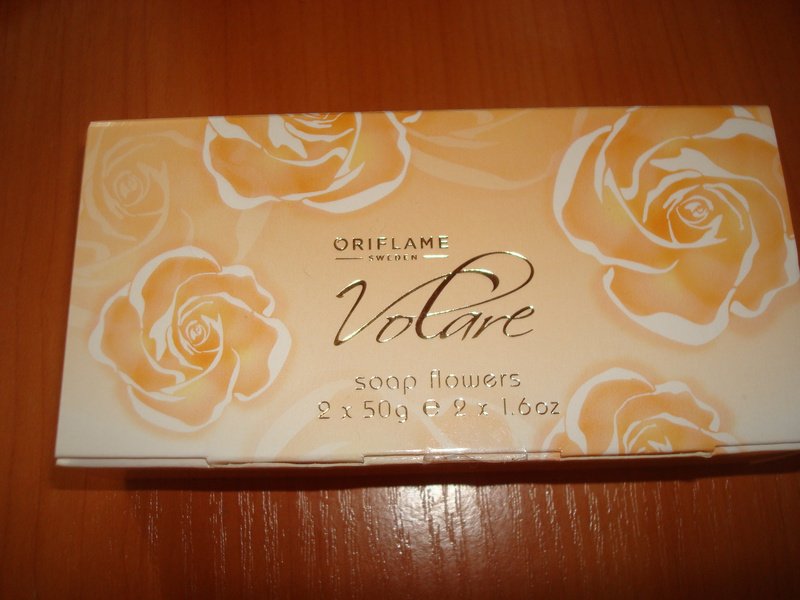 ORIFLAME
SWEDEN
Volare
soap flowers
2 x 50g ℮ 2 x 1.6oz